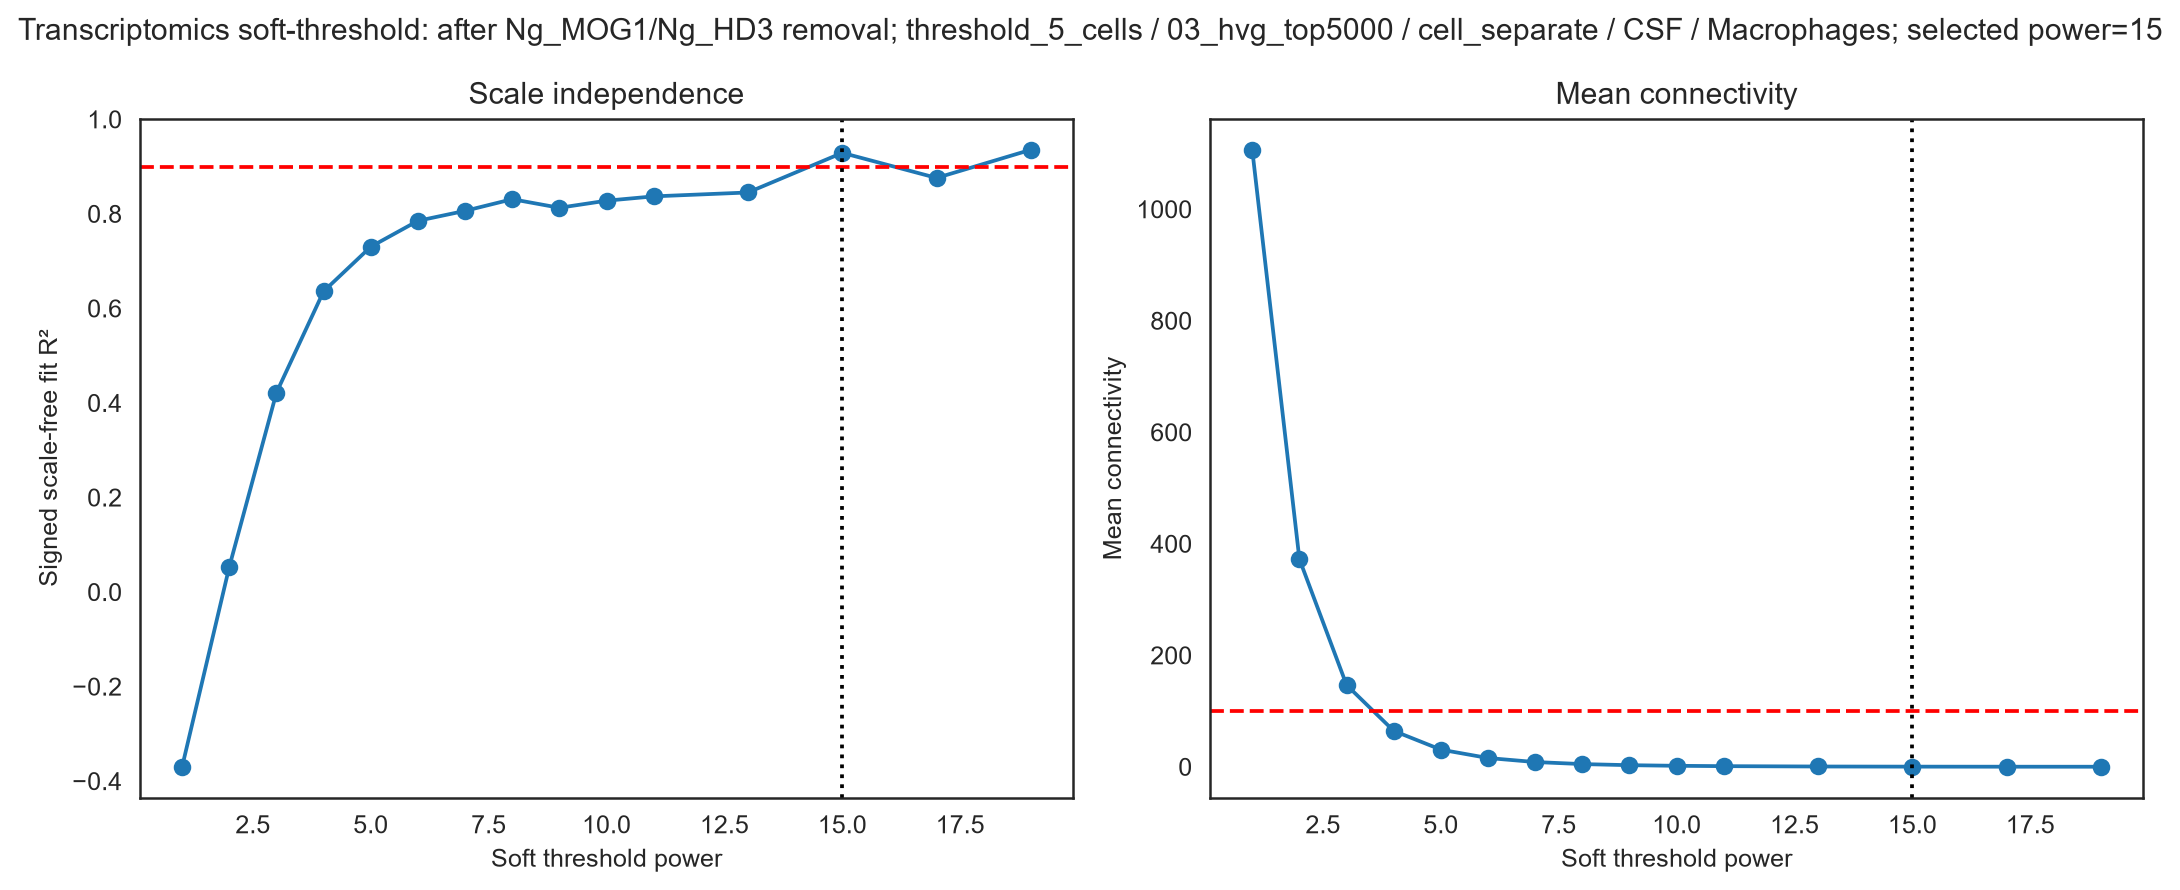 Transcriptomics soft-threshold: after Ng_MOG1/Ng_HD3 removal; threshold_5_cells / 03_hvg_top5000 / cell_separate / CSF / Macrophages; selected power=15
Scale independence
Signed scale-free fit R²
1.0
0.8
0.6
0.4
0.2
0.0
−0.2
−0.4
2.5 5.0 7.5 10.0 12.5 15.0 17.5
Soft threshold power
Mean connectivity
Mean connectivity
1000
800
600
400
200
0
2.5 5.0 7.5 10.0 12.5 15.0 17.5
Soft threshold power